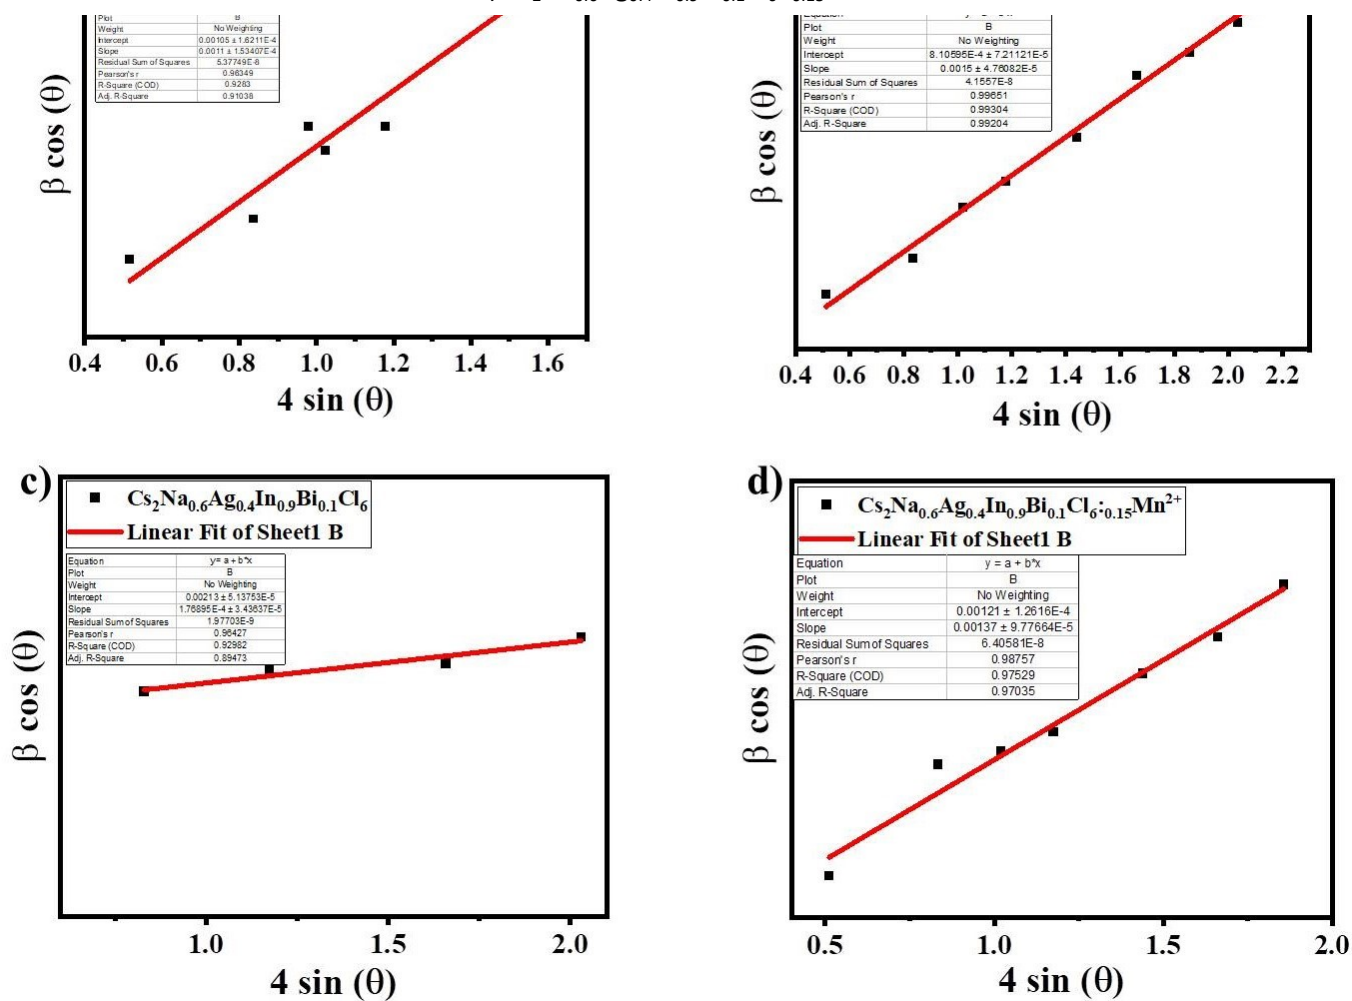 Plot B
Weight No Weighting
Intercept 0.00105 ± 1.6211E-4
Slope 0.0011 ± 1.53407E-4
Residual Sum of Squares 5.37749E-8
Pearson's r 0.96349
R-Square (COD) 0.9283
Adj. R-Square 0.91038
β cos (θ)
0.4 0.6 0.8 1.0 1.2 1.4 1.6
4 sin (θ)
Plot B
Weight No Weighting
Intercept 8.10595E-4 ± 7.21121E-5
Slope 0.0015 ± 4.76082E-5
Residual Sum of Squares 4.1557E-8
Pearson's r 0.99651
R-Square (COD) 0.99304
Adj. R-Square 0.99204
β cos (θ)
0.4 0.6 0.8 1.0 1.2 1.4 1.6 1.8 2.0 2.2
4 sin (θ)
c)
Cs₂Na₀.₆Ag₀.₄In₀.₉Bi₀.₁Cl₆
Linear Fit of Sheet1 B
Equation y= a + b*x
Plot B
Weight No Weighting
Intercept 0.00213 ± 5.13753E-5
Slope 1.76895E-4 ± 3.43637E-5
Residual Sum of Squares 1.97703E-9
Pearson's r 0.96427
R-Square (COD) 0.92982
Adj. R-Square 0.89473
β cos (θ)
1.0 1.5 2.0
4 sin (θ)
d)
Cs₂Na₀.₆Ag₀.₄In₀.₉Bi₀.₁Cl₆:₀.₁₅Mn²⁺
Linear Fit of Sheet1 B
Equation y = a + b*x
Plot B
Weight No Weighting
Intercept 0.00121 ± 1.2616E-4
Slope 0.00137 ± 9.77664E-5
Residual Sum of Squares 6.40581E-8
Pearson's r 0.98757
R-Square (COD) 0.97529
Adj. R-Square 0.97035
β cos (θ)
0.5 1.0 1.5 2.0
4 sin (θ)